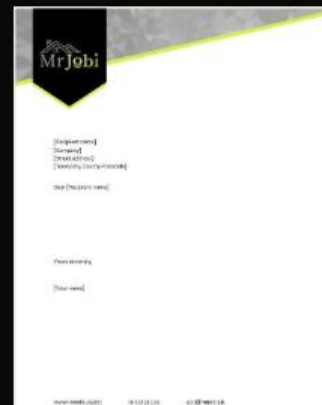 MrJobi
[Recipient name]
[Company]
[Street address]
[Town/City, County Postcode]
Dear [Recipient name]
Yours sincerely,
[Your name]